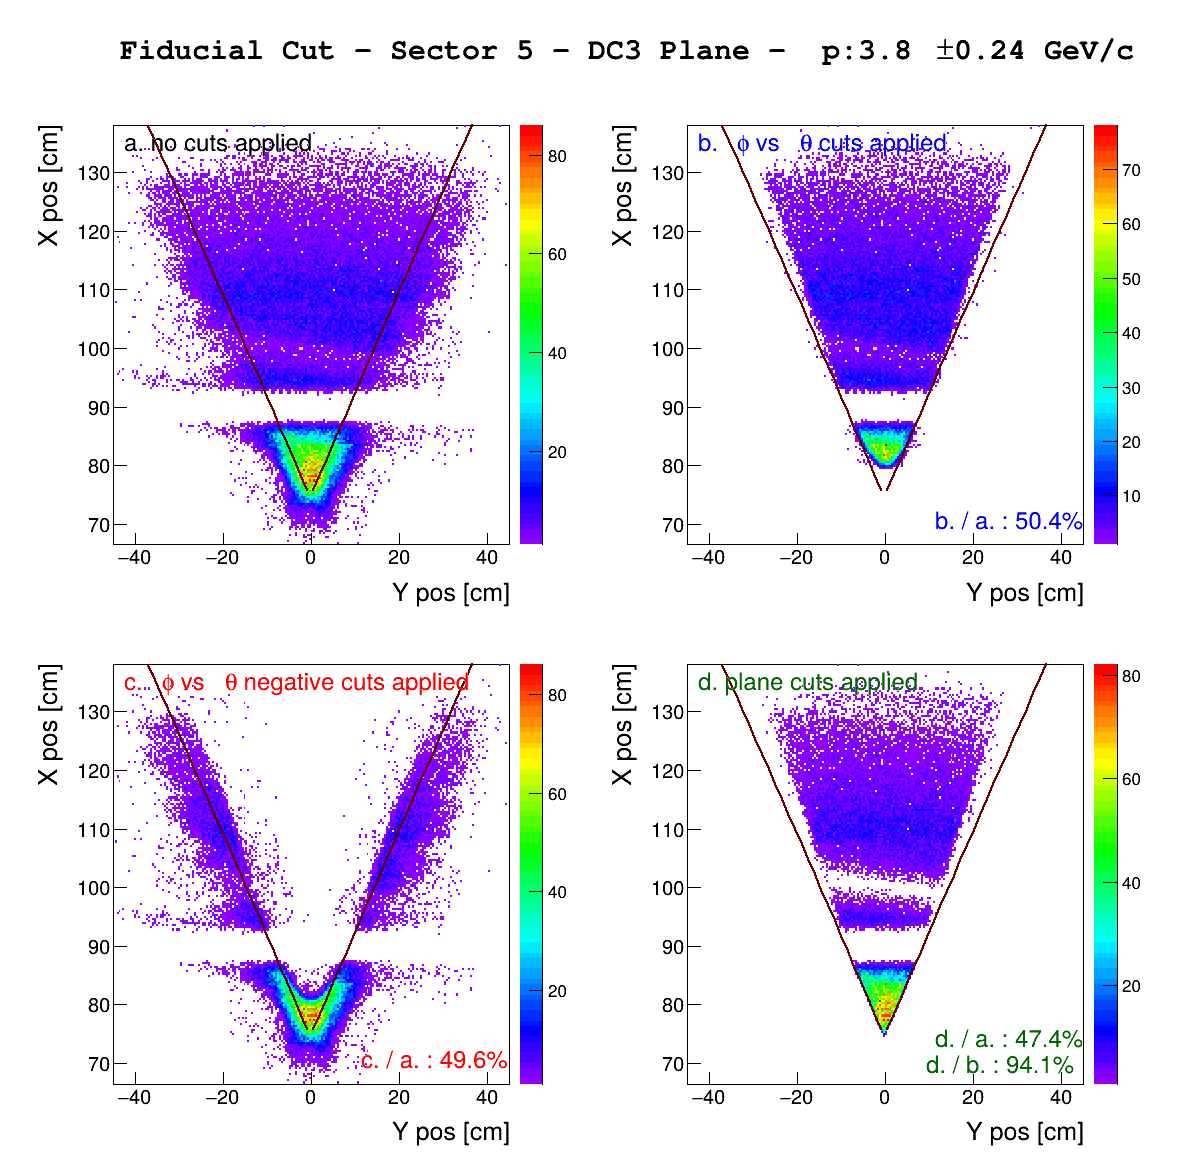 Fiducial Cut – Sector 5 – DC3 Plane – p:3.8 ±0.24 GeV/c
a. no cuts applied
X pos [cm]
130
120
110
100
90
80
70
−40 −20 0 20 40
Y pos [cm]
80
60
40
20
b. ϕ vs θ cuts applied
X pos [cm]
130
120
110
100
90
80
70
b. / a. : 50.4%
−40 −20 0 20 40
Y pos [cm]
70
60
50
40
30
20
10
c. ϕ vs θ negative cuts applied
X pos [cm]
130
120
110
100
90
80
70
c. / a. : 49.6%
−40 −20 0 20 40
Y pos [cm]
80
60
40
20
d. plane cuts applied
X pos [cm]
130
120
110
100
90
80
70
d. / a. : 47.4%
d. / b. : 94.1%
−40 −20 0 20 40
Y pos [cm]
80
60
40
20